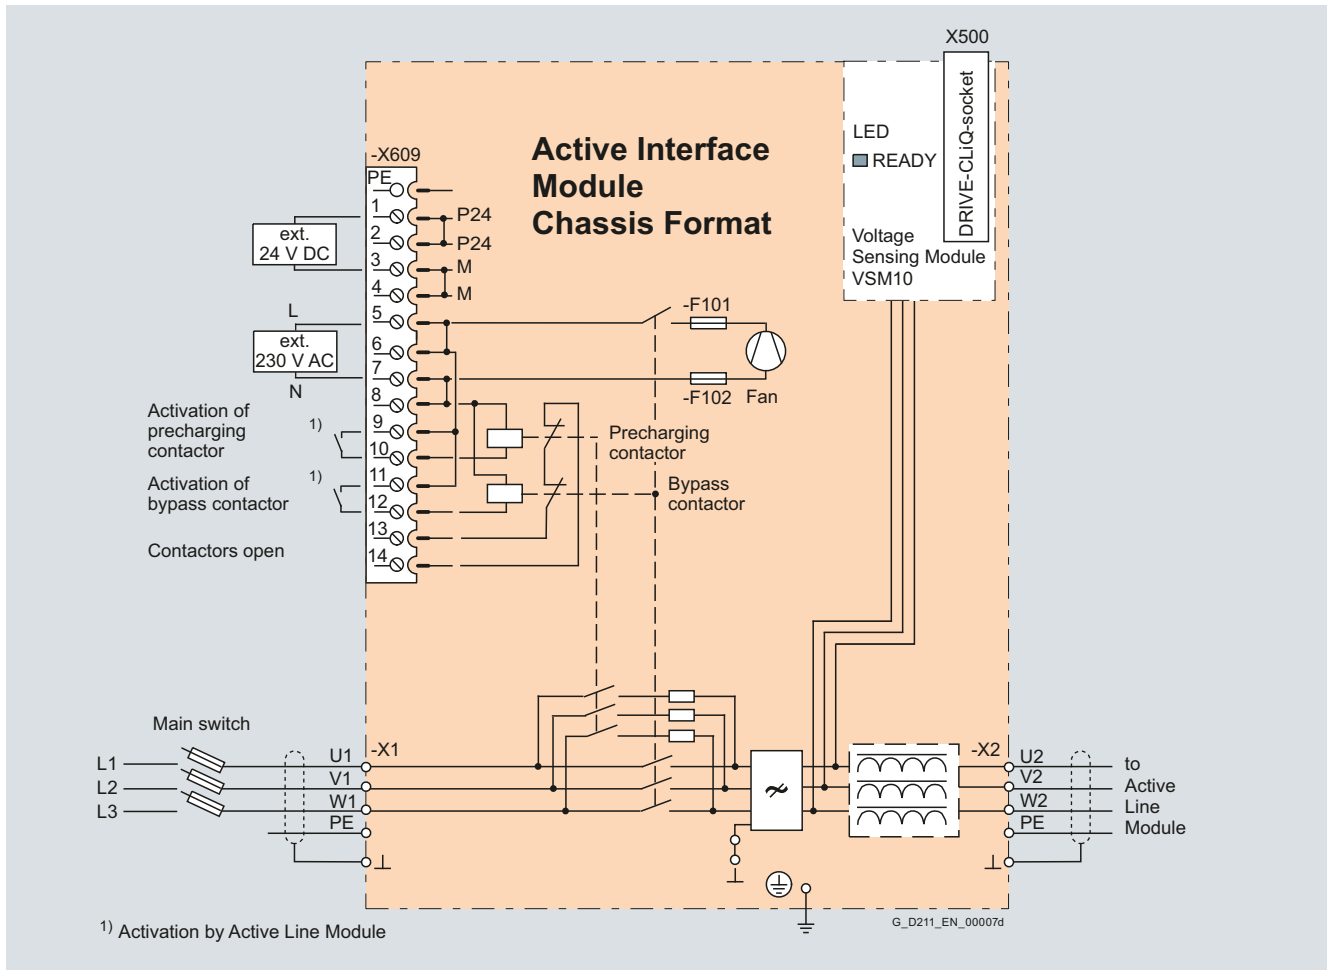 X500
DRIVE-CLiQ-socket
LED
READY
Voltage
Sensing Module
VSM10
Active Interface
Module
Chassis Format
-X609
PE
1
P24
2
P24
3
M
4
M
5
6
7
8
9
10
11
12
13
14
ext.
24 V DC
L
ext.
230 V AC
N
-F101
-F102
Fan
Activation of
precharging
contactor
1)
Activation of
bypass contactor
1)
Contactors open
Precharging
contactor
Bypass
contactor
Main switch
L1
L2
L3
U1
V1
W1
PE
-X1
≉
-X2
U2
V2
W2
PE
to
Active
Line
Module
G_D211_EN_00007d
1) Activation by Active Line Module